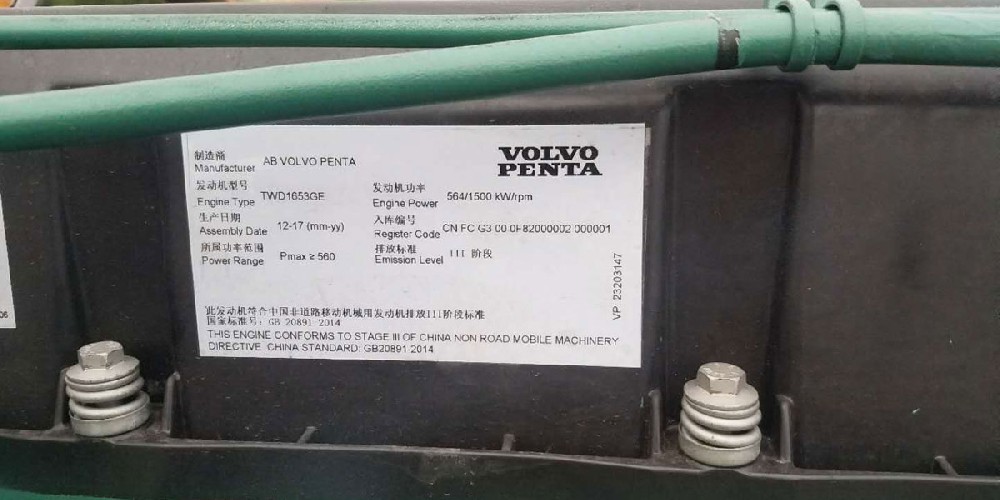 制造商
Manufacturer AB VOLVO PENTA
VOLVO
PENTA
发动机型号
Engine Type TWD1653GE
发动机功率
Engine Power 564/1500 kW/rpm
生产日期
Assembly Date 12-17 (mm-yy)
入库编号
Register Code CN FC G3 00 0F82000002 000001
所属功率范围
Power Range Pmax ≥ 560
排放标准
Emission Level III 阶段
VP 23203147
此发动机符合中国非道路移动机械用发动机排放III阶段标准
国家标准号: GB 20891-2014
THIS ENGINE CONFORMS TO STAGE III OF CHINA NON ROAD MOBILE MACHINERY
DIRECTIVE, CHINA STANDARD: GB20891-2014
06